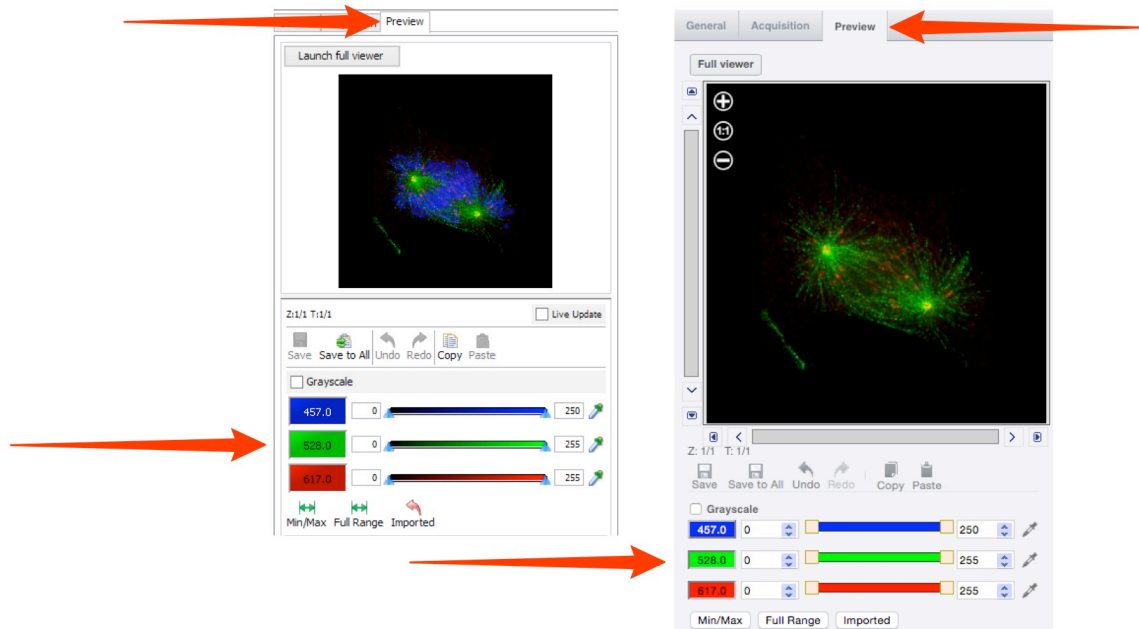 Preview
Launch full viewer
Z:1/1 T:1/1
Live Update
Save Save to All Undo Redo Copy Paste
Grayscale
457.0 0 250
528.0 0 255
617.0 0 255
Min/Max Full Range Imported
General Acquisition Preview
Full viewer
1:1
Z: 1/1 T: 1/1
Save Save to All Undo Redo Copy Paste
Grayscale
457.0 0 250
528.0 0 255
617.0 0 255
Min/Max Full Range Imported